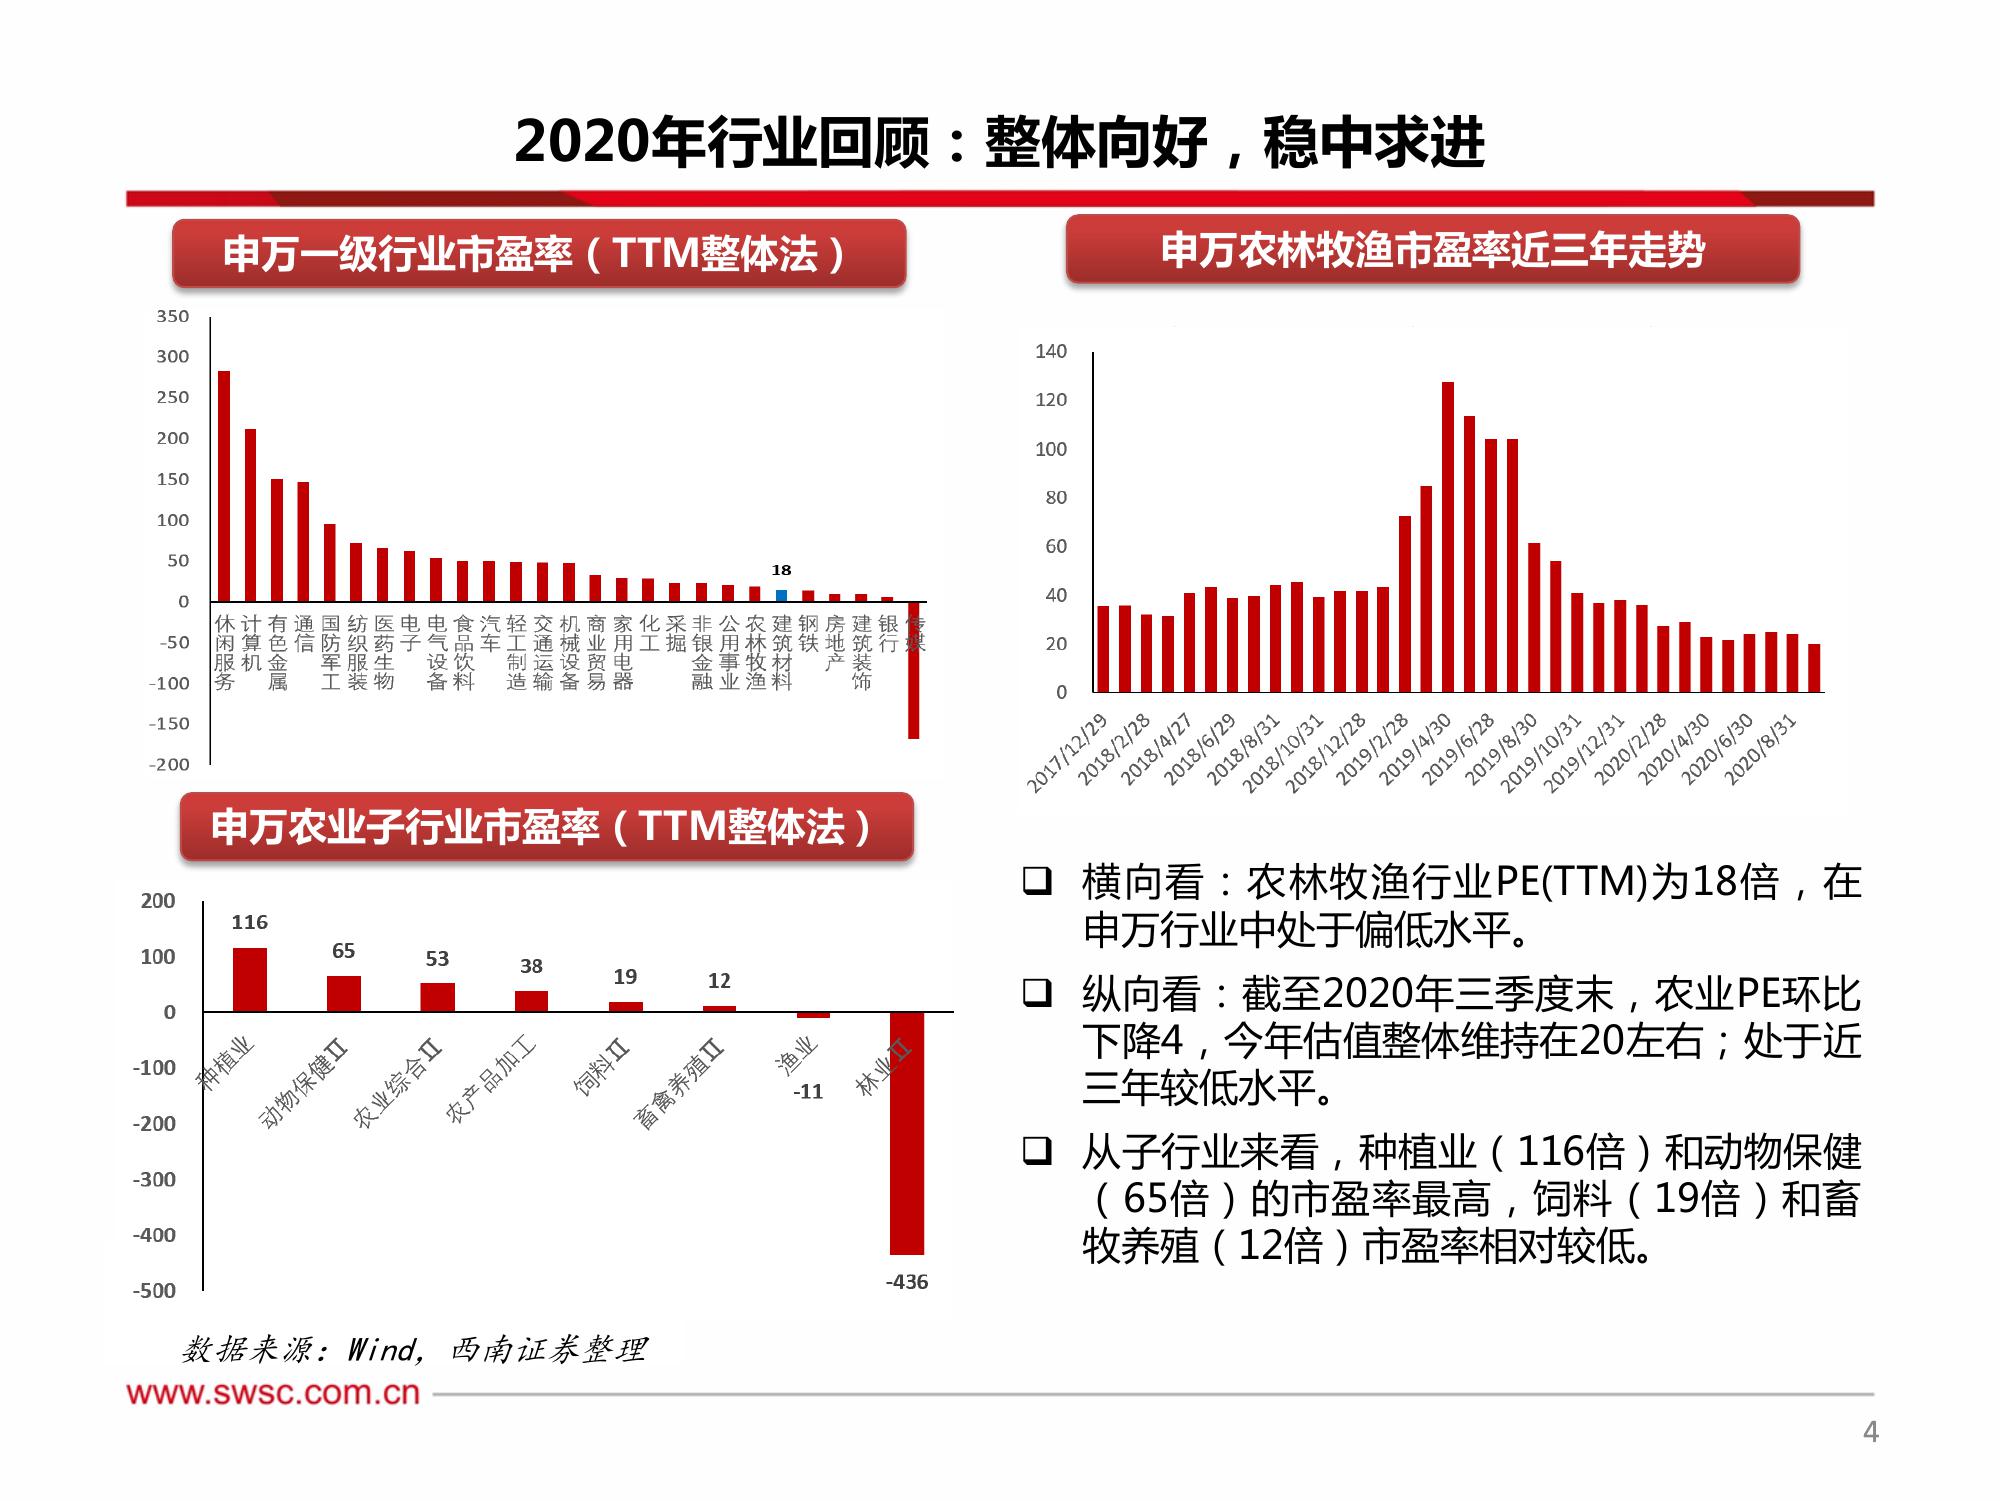 2020年行业回顾：整体向好，稳中求进
申万一级行业市盈率（TTM整体法）
350
300
250
200
150
100
50
0
-50
-100
-150
-200
18
休闲服务
计算机
有色金属
通信
国防军工
纺织服装
医药生物
电子
电气设备
食品饮料
汽车
轻工制造
交通运输
机械设备
商业贸易
家用电器
化工
采掘
非银金融
公用事业
农林牧渔
建筑材料
钢铁
房地产
建筑装饰
银行
传媒
申万农业子行业市盈率（TTM整体法）
200
100
0
-100
-200
-300
-400
-500
116
65
53
38
19
12
-11
-436
种植业
动物保健Ⅱ
农业综合Ⅱ
农产品加工
饲料Ⅱ
畜禽养殖Ⅱ
渔业
林业Ⅱ
数据来源：Wind，西南证券整理
申万农林牧渔市盈率近三年走势
140
120
100
80
60
40
20
0
2017/12/29
2018/2/28
2018/4/27
2018/6/29
2018/8/31
2018/10/31
2018/12/28
2019/2/28
2019/4/30
2019/6/28
2019/8/30
2019/10/31
2019/12/31
2020/2/28
2020/4/30
2020/6/30
2020/8/31
❑ 横向看：农林牧渔行业PE(TTM)为18倍，在
申万行业中处于偏低水平。
❑ 纵向看：截至2020年三季度末，农业PE环比
下降4，今年估值整体维持在20左右；处于近
三年较低水平。
❑ 从子行业来看，种植业（116倍）和动物保健
（65倍）的市盈率最高，饲料（19倍）和畜
牧养殖（12倍）市盈率相对较低。
www.swsc.com.cn
4